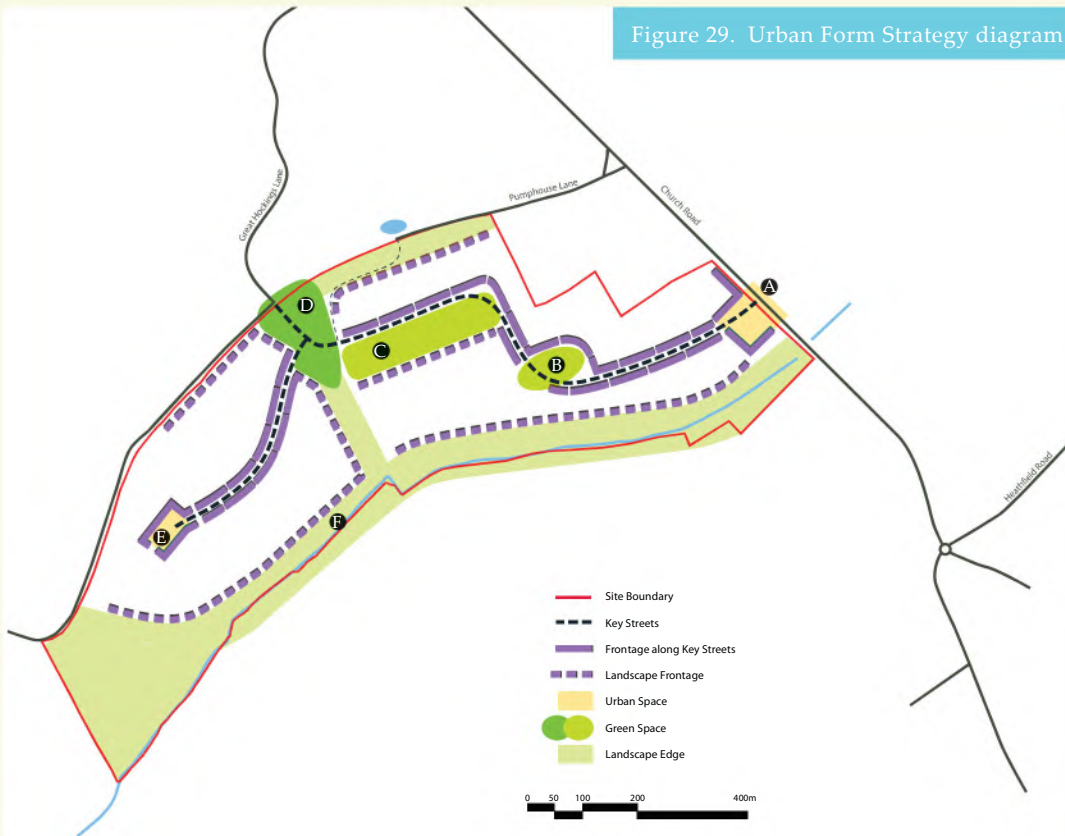 Figure 29. Urban Form Strategy diagram
Great Hockings Lane
Pumphouse Lane
Church Road
A
D
C
B
Heathfield Road
F
E
Site Boundary
Key Streets
Frontage along Key Streets
Landscape Frontage
Urban Space
Green Space
Landscape Edge
0 50 100 200 400m